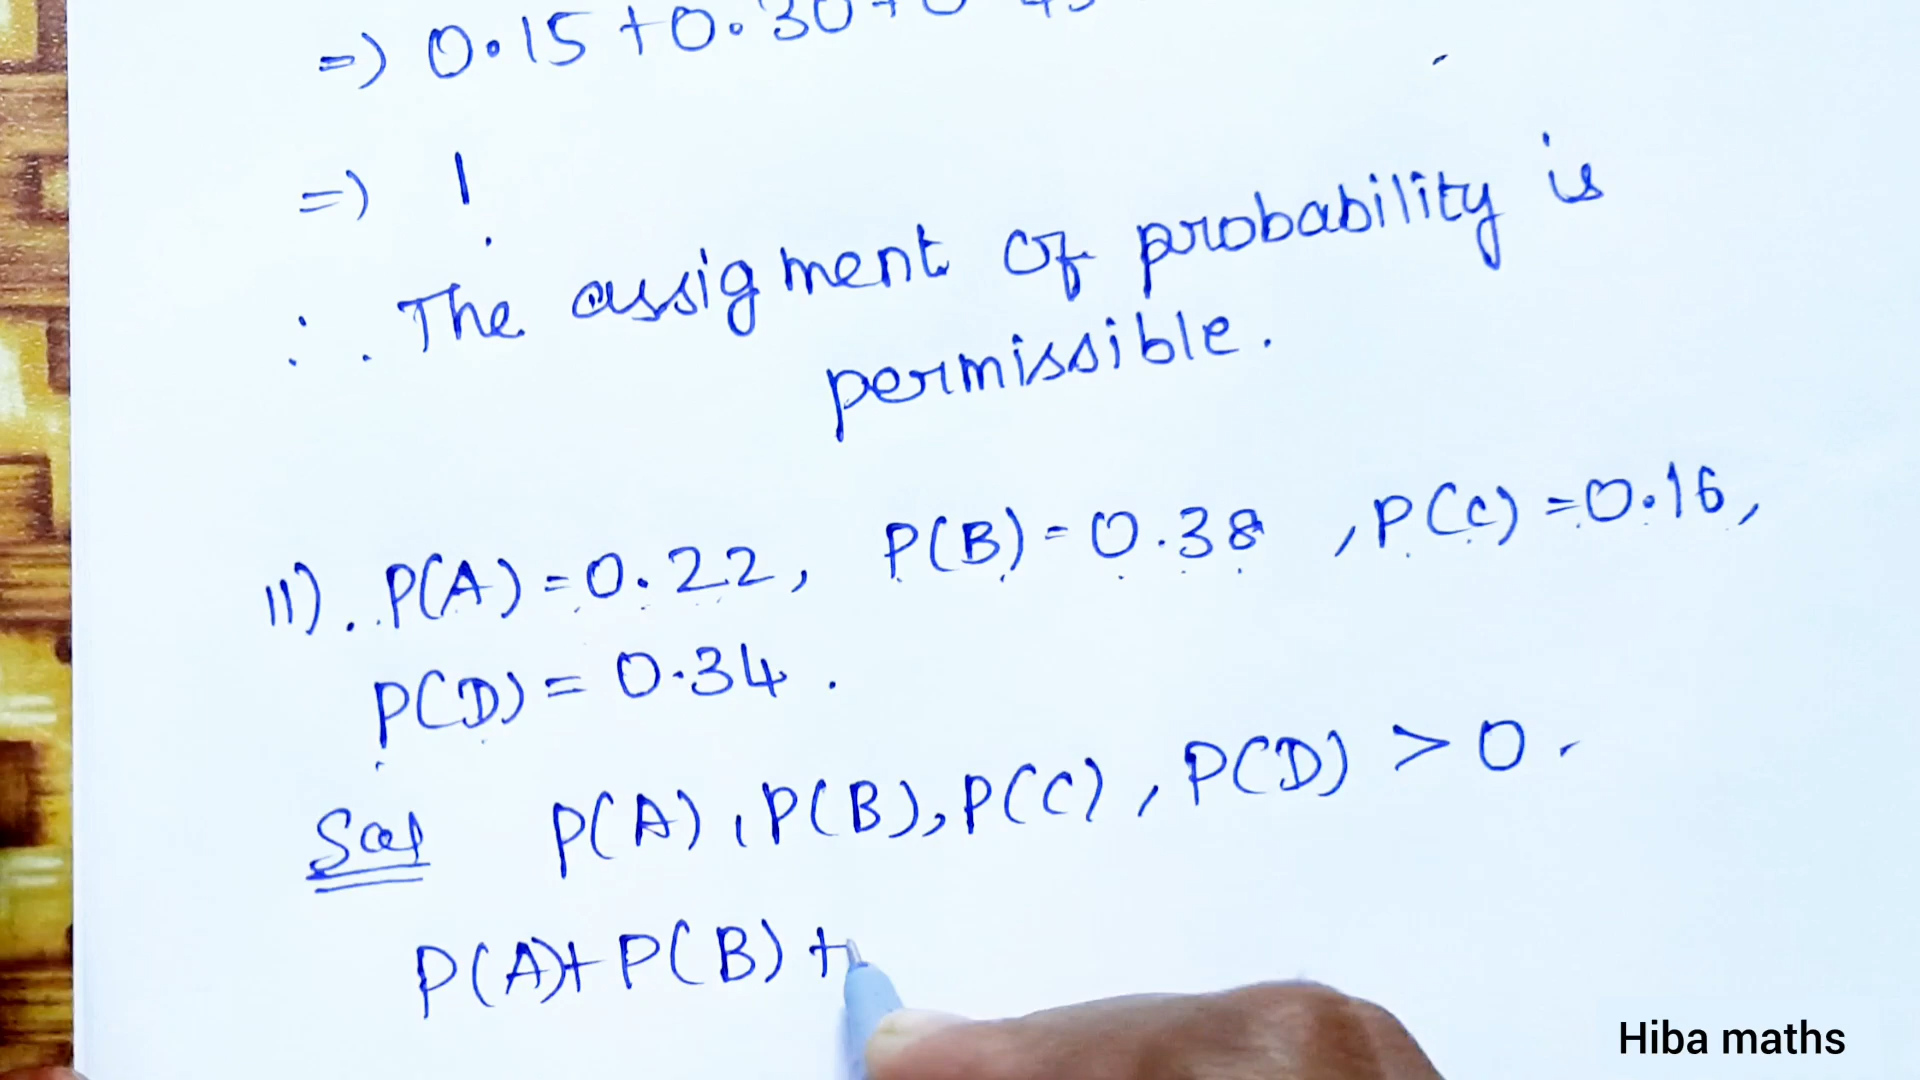 =) 0.15 + 0.30 +
=) 1
∴ The assigment of probability is
permissible.
11). P(A) = 0.22, P(B) = 0.38 , P(C) = 0.16,
P(D) = 0.34 .
Sol P(A) , P(B), P(C) , P(D) > 0 .
P(A) + P(B) +
Hiba maths